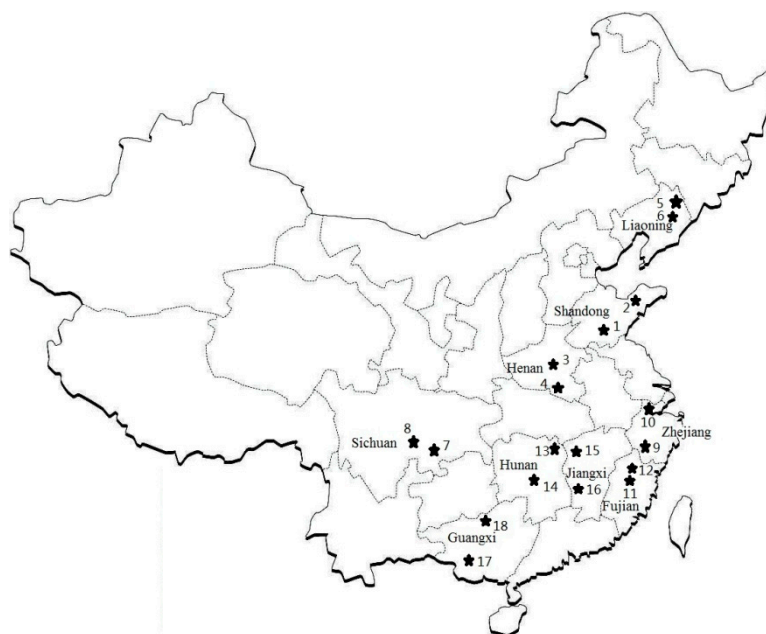 5
6
Liaoning
2
Shandong
1
3
Henan
4
10
Zhejiang
8
Sichuan
7
13
15
9
Hunan
Jiangxi
12
14
16
11
Fujian
18
Guangxi
17